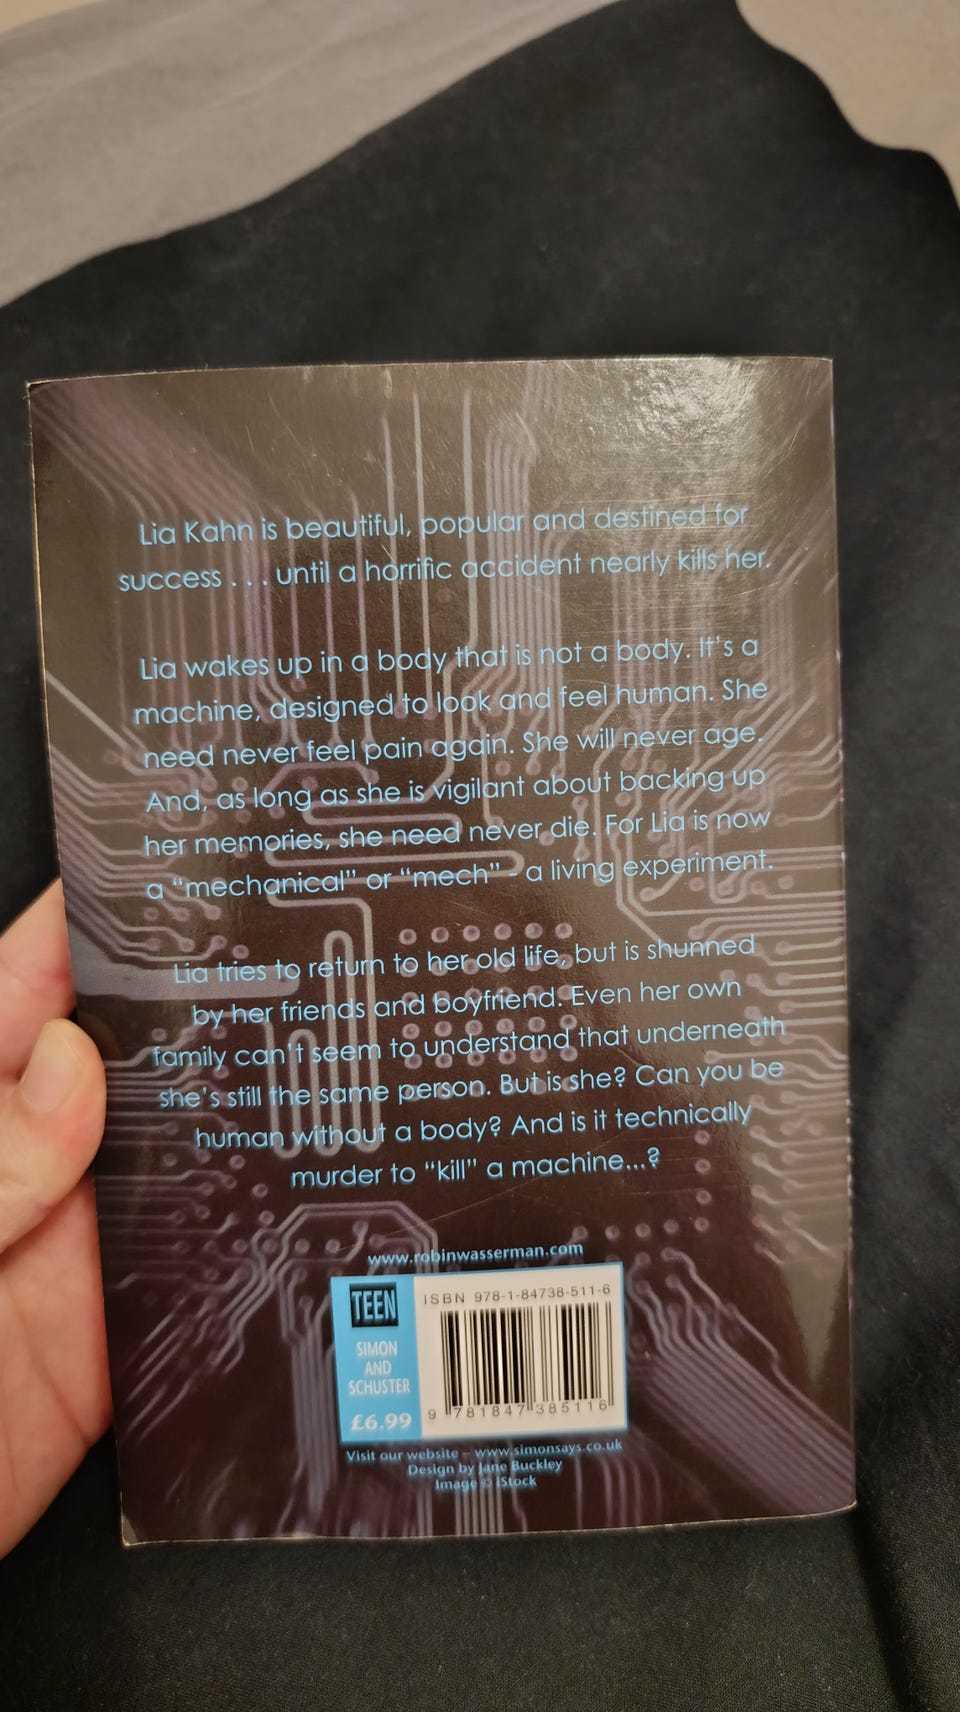 Lia Kahn is beautiful, popular and destined for
success . . . until a horrific accident nearly kills her.
Lia wakes up in a body that is not a body. It's a
machine, designed to look and feel human. She
need never feel pain again. She will never age.
And, as long as she is vigilant about backing up
her memories, she need never die. For Lia is now
a “mechanical” or “mech” - a living experiment.
Lia tries to return to her old life, but is shunned
by her friends and boyfriend. Even her own
family can't seem to understand that underneath
she's still the same person. But is she? Can you be
human without a body? And is it technically
murder to “kill” a machine...?
www.robinwasserman.com
TEEN
SIMON
AND
SCHUSTER
£6.99
ISBN 978-1-84738-511-6
9 781847 385116
Visit our website – www.simonsays.co.uk
Design by Jane Buckley
Image © iStock